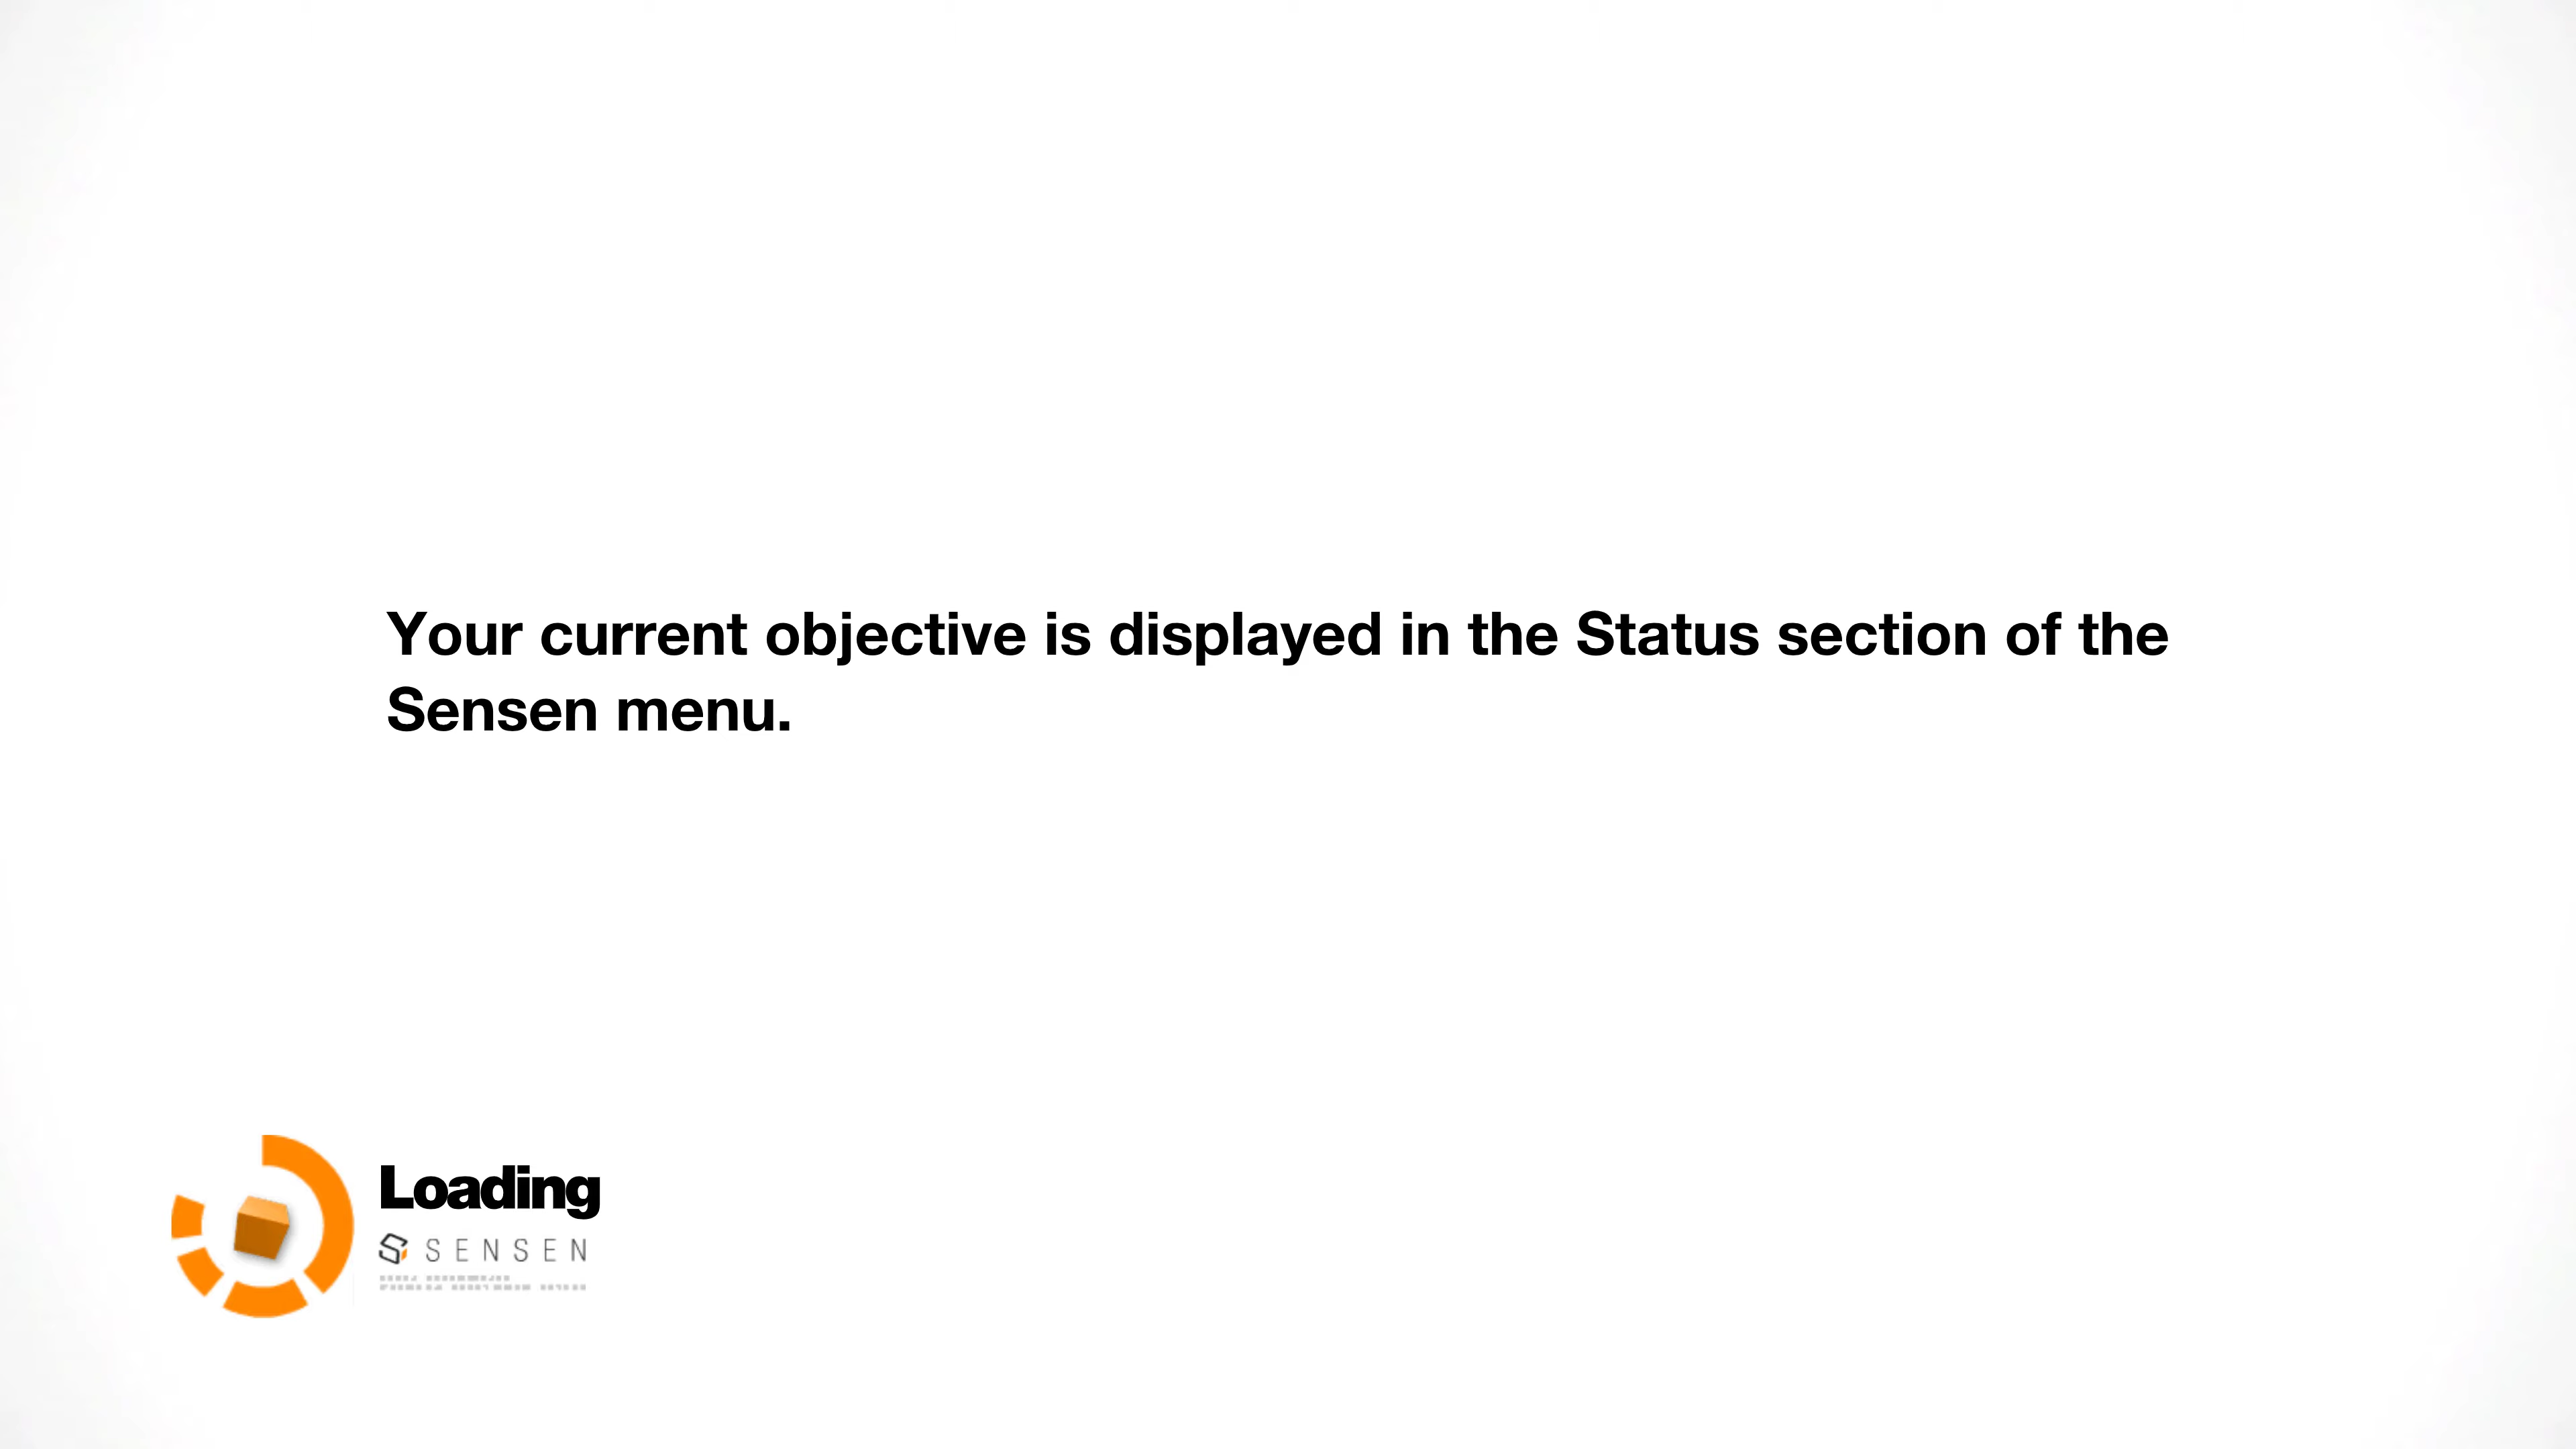 Your current objective is displayed in the Status section of the
Sensen menu.
Loading
SENSEN